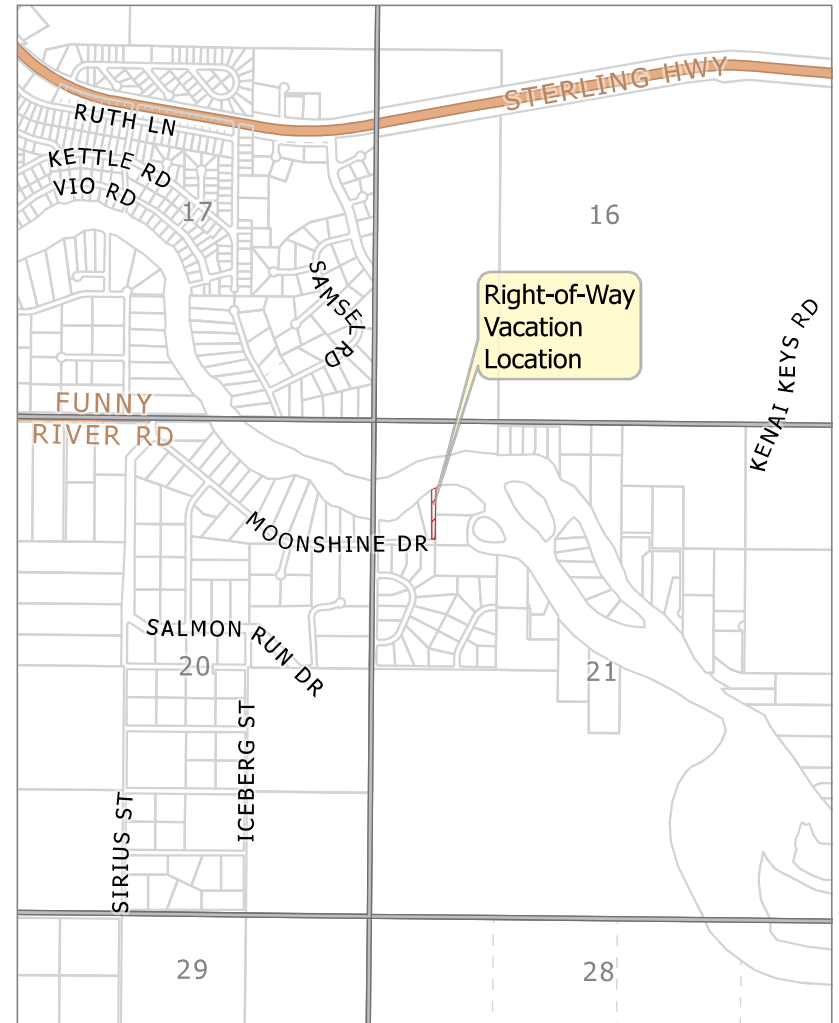 STERLING HWY
RUTH LN
KETTLE RD
VIO RD
17
16
SAMSEL RD
Right-of-Way
Vacation
Location
KENAI KEYS RD
FUNNY
RIVER RD
MOONSHINE DR
SALMON RUN DR
20
21
ICEBERG ST
SIRIUS ST
29
28